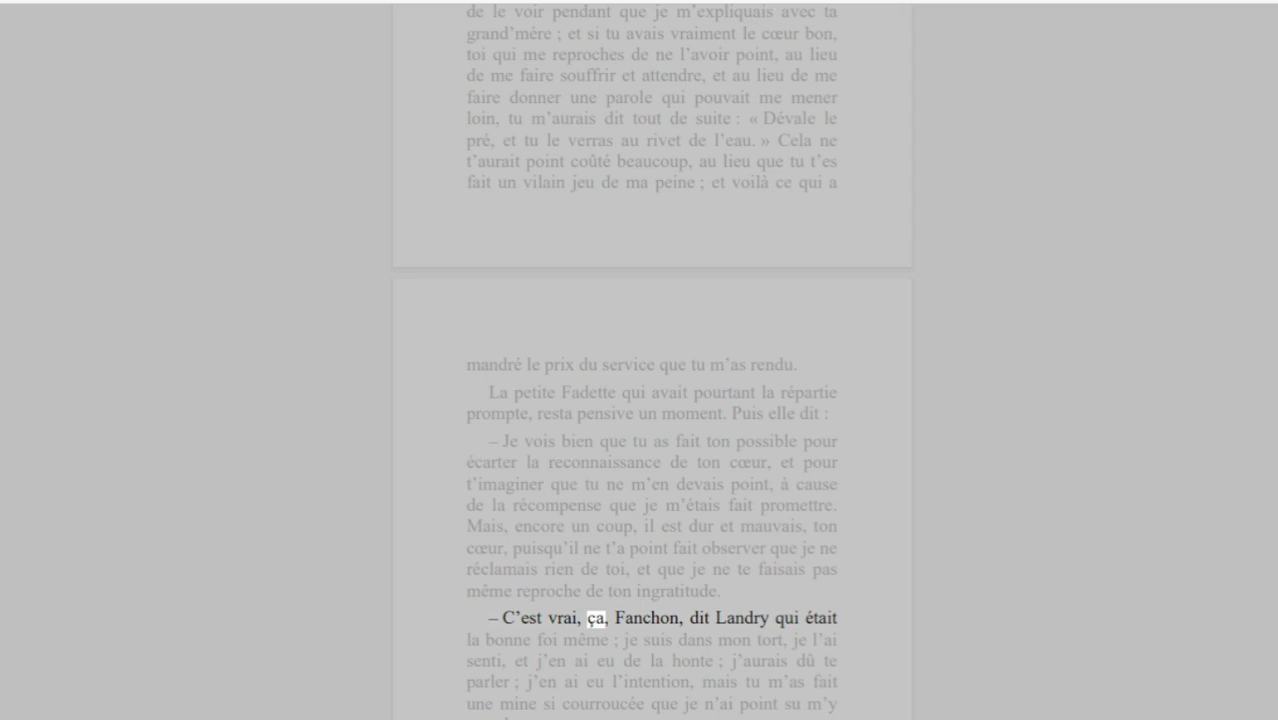 de le voir pendant que je m’expliquais avec ta
grand’mère ; et si tu avais vraiment le cœur bon,
toi qui me reproches de ne l’avoir point, au lieu
de me faire souffrir et attendre, et au lieu de me
faire donner une parole qui pouvait me mener
loin, tu m’aurais dit tout de suite : « Dévale le
pré, et tu le verras au rivet de l’eau. » Cela ne
t’aurait point coûté beaucoup, au lieu que tu t’es
fait un vilain jeu de ma peine ; et voilà ce qui a
mandré le prix du service que tu m’as rendu.
La petite Fadette qui avait pourtant la répartie
prompte, resta pensive un moment. Puis elle dit :
– Je vois bien que tu as fait ton possible pour
écarter la reconnaissance de ton cœur, et pour
t’imaginer que tu ne m’en devais point, à cause
de la récompense que je m’étais fait promettre.
Mais, encore un coup, il est dur et mauvais, ton
cœur, puisqu’il ne t’a point fait observer que je ne
réclamais rien de toi, et que je ne te faisais pas
même reproche de ton ingratitude.
– C’est vrai, ça, Fanchon, dit Landry qui était
la bonne foi même ; je suis dans mon tort, je l’ai
senti, et j’en ai eu de la honte ; j’aurais dû te
parler ; j’en ai eu l’intention, mais tu m’as fait
une mine si courroucée que je n’ai point su m’y